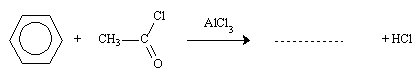 Cl
+ CH₃ C AlCl₃ + HCl
O